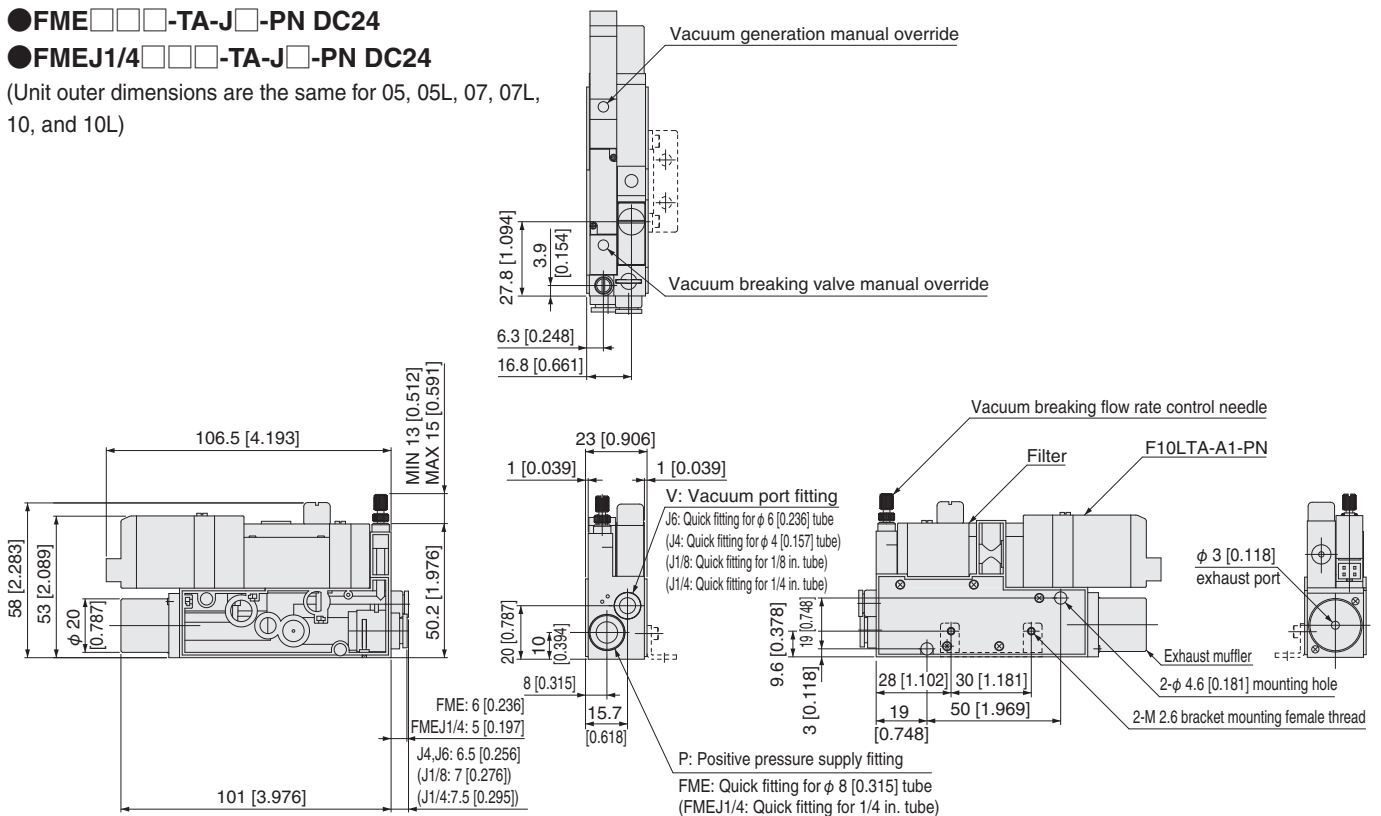 ●FME□□□-TA-J□-PN DC24
●FMEJ1/4□□□-TA-J□-PN DC24
(Unit outer dimensions are the same for 05, 05L, 07, 07L,
10, and 10L)
Vacuum generation manual override
27.8 [1.094]
3.9
[0.154]
Vacuum breaking valve manual override
6.3 [0.248]
16.8 [0.661]
106.5 [4.193]
MIN 13 [0.512]
MAX 15 [0.591]
58 [2.283]
53 [2.089]
φ 20
[0.787]
50.2 [1.976]
FME: 6 [0.236]
FMEJ1/4: 5 [0.197]
J4,J6: 6.5 [0.256]
(J1/8: 7 [0.276])
(J1/4:7.5 [0.295])
101 [3.976]
23 [0.906]
1 [0.039]
1 [0.039]
V: Vacuum port fitting
J6: Quick fitting for φ 6 [0.236] tube
(J4: Quick fitting for φ 4 [0.157] tube)
(J1/8: Quick fitting for 1/8 in. tube)
(J1/4: Quick fitting for 1/4 in. tube)
20 [0.787]
10
[0.394]
8 [0.315]
15.7
[0.618]
P: Positive pressure supply fitting
FME: Quick fitting for φ 8 [0.315] tube
(FMEJ1/4: Quick fitting for 1/4 in. tube)
Vacuum breaking flow rate control needle
Filter
F10LTA-A1-PN
9.6 [0.378]
19 [0.748]
3 [0.118]
28 [1.102]
30 [1.181]
19
[0.748]
50 [1.969]
Exhaust muffler
2-φ 4.6 [0.181] mounting hole
2-M 2.6 bracket mounting female thread
φ 3 [0.118]
exhaust port